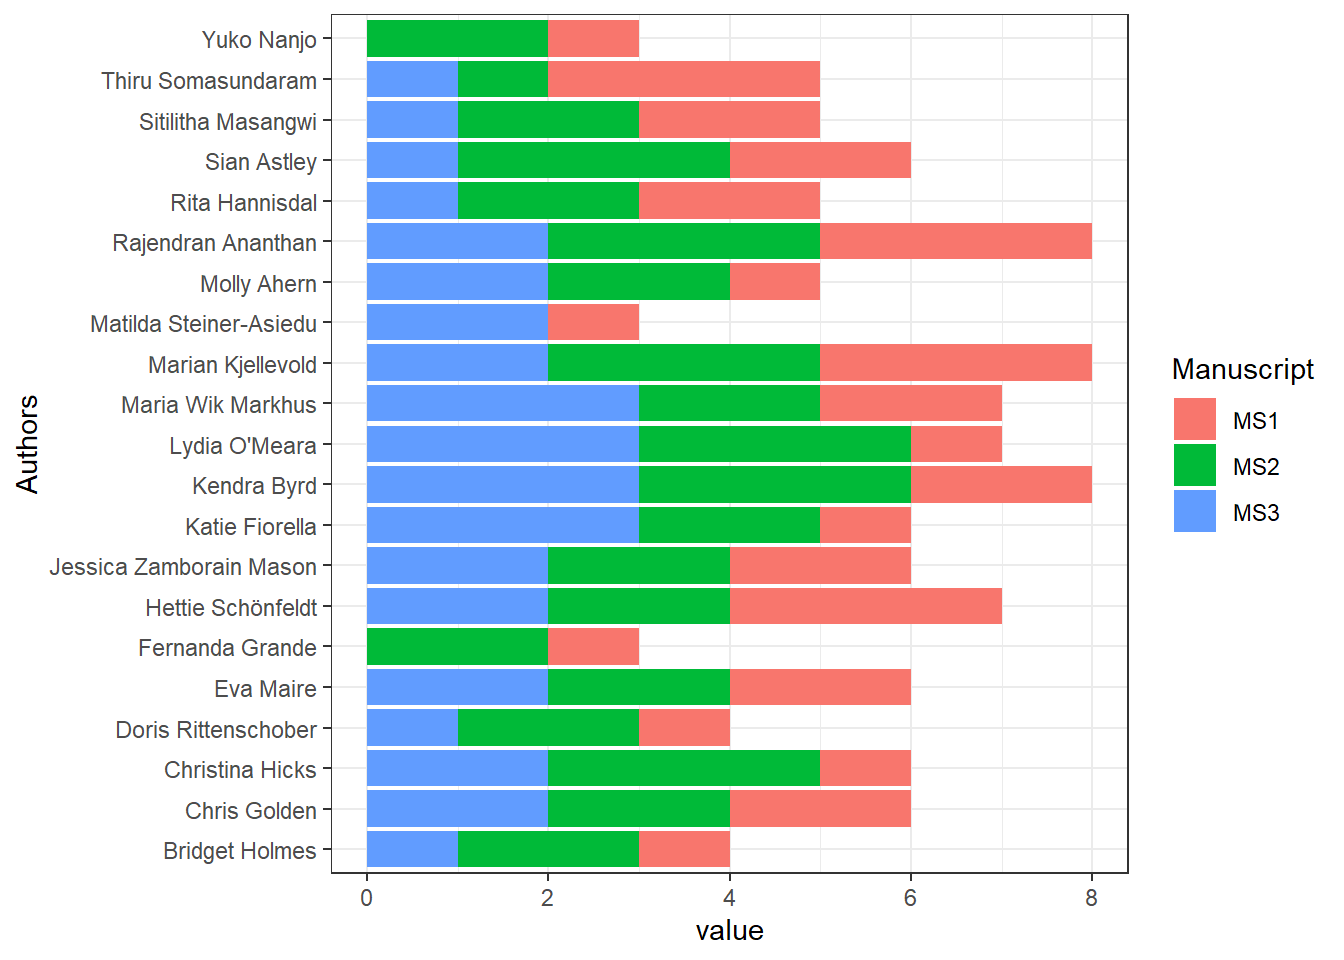 Yuko Nanjo
Thiru Somasundaram
Sitilitha Masangwi
Sian Astley
Rita Hannisdal
Rajendran Ananthan
Molly Ahern
Matilda Steiner-Asiedu
Marian Kjellevold
Maria Wik Markhus
Lydia O'Meara
Kendra Byrd
Katie Fiorella
Jessica Zamborain Mason
Hettie Schönfeldt
Fernanda Grande
Eva Maire
Doris Rittenschober
Christina Hicks
Chris Golden
Bridget Holmes
Authors
0 2 4 6 8
value
Manuscript
MS1
MS2
MS3